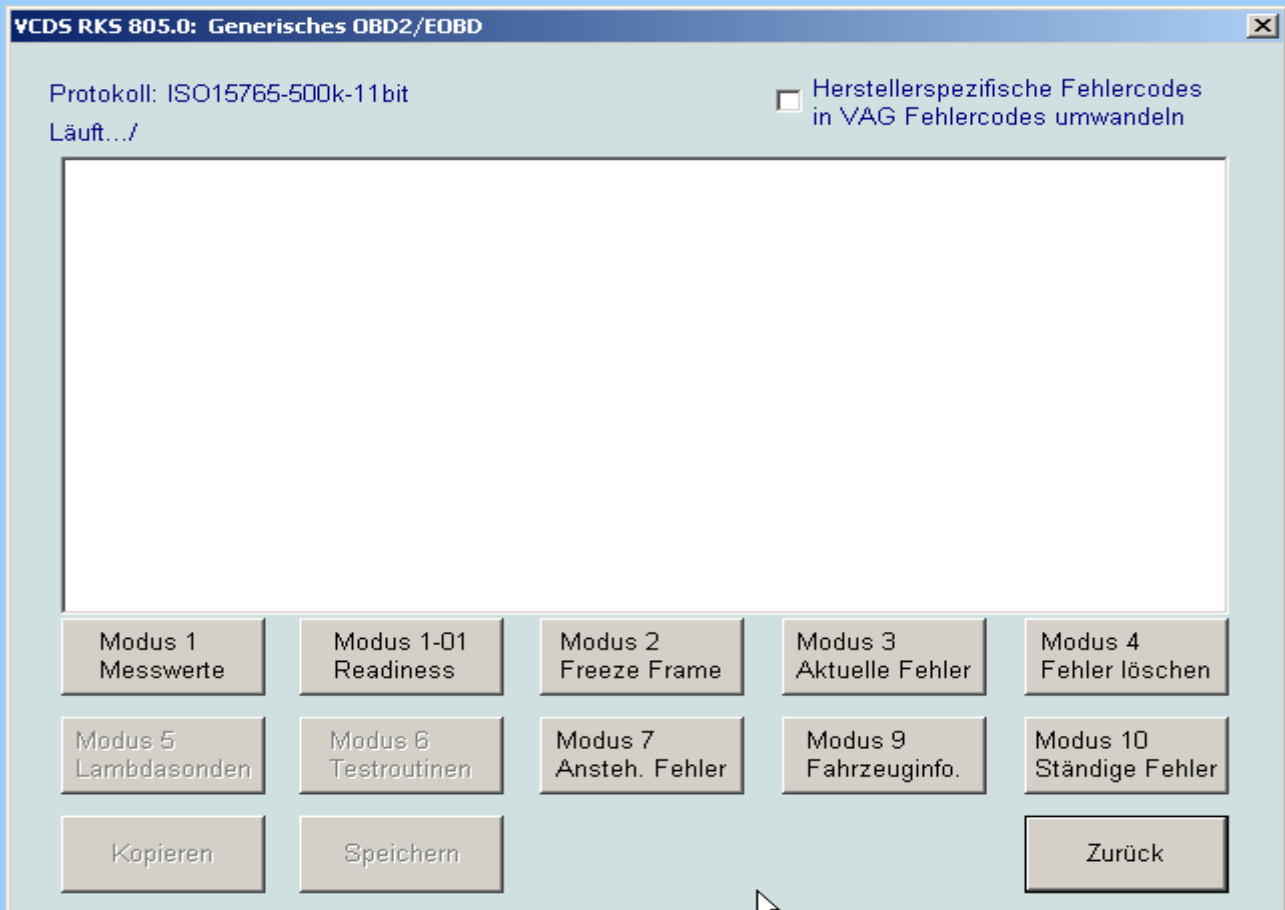 VCDS RKS 805.0: Generisches OBD2/EOBD
Protokoll: ISO15765-500k-11bit
Läuft.../
Herstellerspezifische Fehlercodes
in VAG Fehlercodes umwandeln
Modus 1
Messwerte
Modus 1-01
Readiness
Modus 2
Freeze Frame
Modus 3
Aktuelle Fehler
Modus 4
Fehler löschen
Modus 5
Lambdasonden
Modus 6
Testroutinen
Modus 7
Ansteh. Fehler
Modus 9
Fahrzeuginfo.
Modus 10
Ständige Fehler
Kopieren
Speichern
Zurück